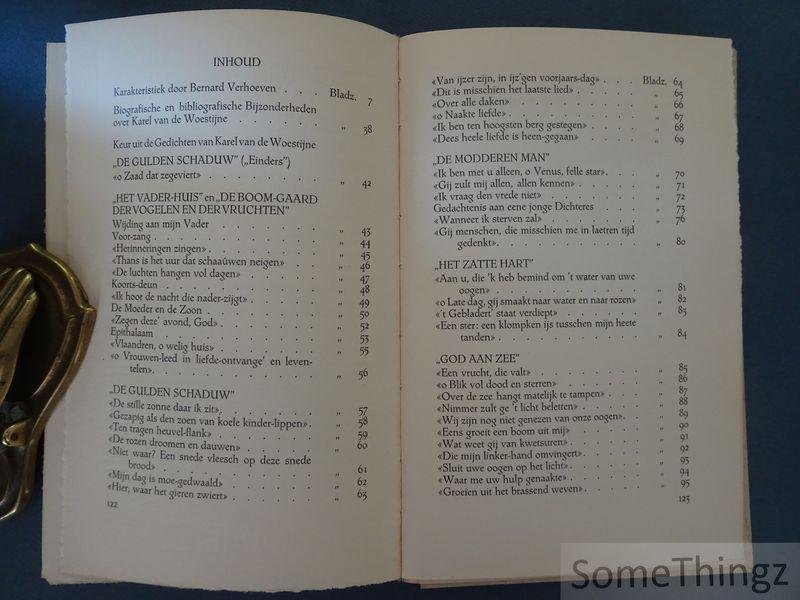 INHOUD
Karakteristiek door Bernard Verhoeven . . . Bladz. 7
Biografische en bibliografische Bijzonderheden
over Karel van de Woestijne . . . . . . „ 38
Keur uit de Gedichten van Karel van de Woestijne
„DE GULDEN SCHADUW” („Einders”)
«o Zaad dat zegeviert» . . . . . . . „ 42
„HET VADER-HUIS” en „DE BOOM-GAARD
DER VOGELEN EN DER VRUCHTEN”
Wijding aan mijn Vader . . . . . . . „ 43
Voor-zang . . . . . . . . . „ 44
«Herinneringen zingen» . . . . . . . „ 45
«Thans is het uur dat schaaûwen neigen» . . . „ 46
«De luchten hangen vol dagen» . . . . . „ 47
Koorts-deun . . . . . . . . „ 48
«Ik hoor de nacht die nader-zijgt» . . . . „ 49
De Moeder en de Zoon . . . . . . „ 50
«Zegen deze’ avond, God» . . . . . . „ 52
Epithalaam . . . . . . . . „ 53
«Vlaandren, o welig huis» . . . . . . „ 55
«o Vrouwen-leed in liefde-ontvange’ en leven-
telen». . . . . . . . . „ 56
„DE GULDEN SCHADUW”
«De stille zonne daar ik zit». . . . . . „ 57
«Gezapig als den zoen van koele kinder-lippen». „ 58
«Ten tragen heuvel-flank» . . . . . . „ 59
«De rozen droomen en dauwen» . . . . . „ 60
«Niet waar? Een snede vleesch op deze snede
brood» . . . . . . . . „ 61
«Mijn dag is moe-gedwaald» . . . . . . „ 62
«Hier, waar het gieren zwiert» . . . . . „ 63
122
«Van ijzer zijn, in ijz’gen voorjaars-dag» . . . Bladz. 64
«Dit is misschien het laatste lied» . . . . „ 65
«Over alle daken» . . . . . . . „ 66
«o Naakte liefde» . . . . . . . „ 67
«Ik ben ten hoogsten berg gestegen» . . . . „ 68
«Dees heele liefde is heen-gegaan» . . . . „ 69
„DE MODDEREN MAN”
«Ik ben met u alleen, o Venus, felle star». . . „ 70
«Gij zult mij allen, allen kennen» . . . . „ 71
«Ik vraag den vrede niet» . . . . . . „ 72
Gedachtenis aan eene jonge Dichteres . . . „ 73
«Wanneer ik sterven zal» . . . . . . „ 76
«Gij menschen, die misschien me in laetren tijd
gedenkt». . . . . . . . „ 80
„HET ZATTE HART”
«Aan u, die ’k heb bemind om ’t water van uwe
oogen» . . . . . . . . „ 81
«o Late dag, gij smaakt naar water en naar rozen» „ 82
«’t Gebladert’ staat verdiept» . . . . . „ 83
«Een ster: een klompken ijs tusschen mijn heete
tanden» . . . . . . . . „ 84
„GOD AAN ZEE”
«Een vrucht, die valt» . . . . . . . „ 85
«o Blik vol dood en sterren» . . . . . „ 86
«Over de zee hangt matelijk te tampen» . . . „ 87
«Nimmer zult ge ’t licht beletten» . . . . „ 88
«Wij zijn nog niet genezen van onze oogen» . . „ 89
«Eens groeit een boom uit mij» . . . . . „ 90
«Wat weet gij van kwetsuren» . . . . . „ 91
«Die mijn linker-hand omwingert» . . . . „ 92
«Sluit uwe oogen op het licht» . . . . . „ 93
«Waar me uw hulp genaakte» . . . . . „ 94
«Groeien uit het brassend weven» . . . . „ 95
123
SomeThingz